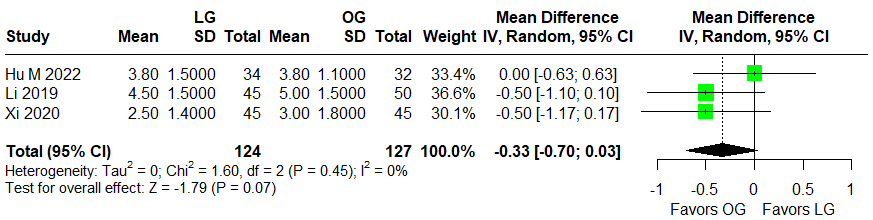 LG OG Mean Difference Mean Difference
Study Mean SD Total Mean SD Total Weight IV, Random, 95% CI IV, Random, 95% CI
Hu M 2022 3.80 1.5000 34 3.80 1.1000 32 33.4% 0.00 [-0.63; 0.63]
Li 2019 4.50 1.5000 45 5.00 1.5000 50 36.6% -0.50 [-1.10; 0.10]
Xi 2020 2.50 1.4000 45 3.00 1.8000 45 30.1% -0.50 [-1.17; 0.17]
Total (95% CI) 124 127 100.0% -0.33 [-0.70; 0.03]
Heterogeneity: Tau² = 0; Chi² = 1.60, df = 2 (P = 0.45); I² = 0%
Test for overall effect: Z = -1.79 (P = 0.07)
-1 -0.5 0 0.5 1
Favors OG Favors LG